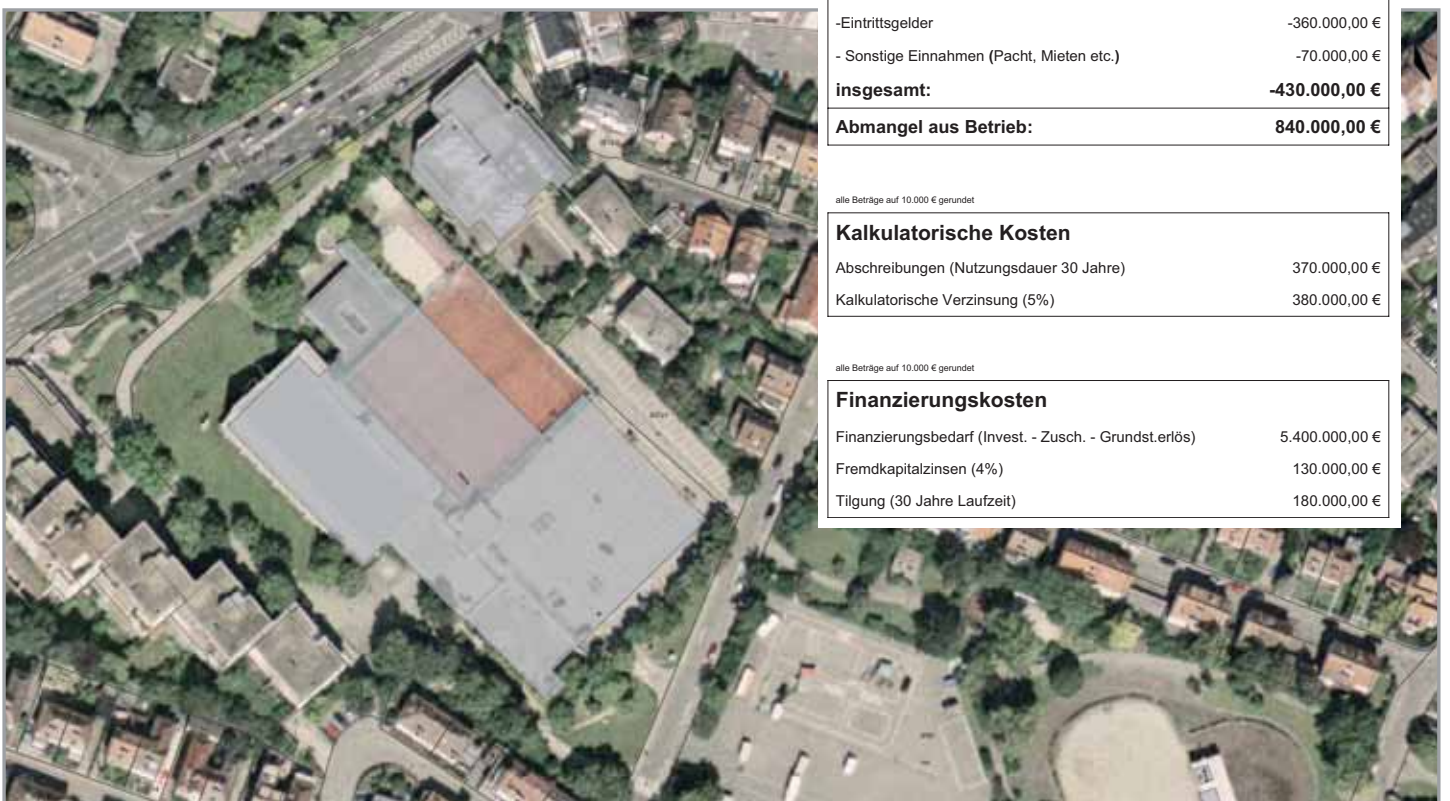 -Eintrittsgelder -360.000,00 €
- Sonstige Einnahmen (Pacht, Mieten etc.) -70.000,00 €
insgesamt: -430.000,00 €
Abmangel aus Betrieb: 840.000,00 €
alle Beträge auf 10.000 € gerundet
Kalkulatorische Kosten
Abschreibungen (Nutzungsdauer 30 Jahre) 370.000,00 €
Kalkulatorische Verzinsung (5%) 380.000,00 €
alle Beträge auf 10.000 € gerundet
Finanzierungskosten
Finanzierungsbedarf (Invest. - Zusch. - Grundst.erlös) 5.400.000,00 €
Fremdkapitalzinsen (4%) 130.000,00 €
Tilgung (30 Jahre Laufzeit) 180.000,00 €